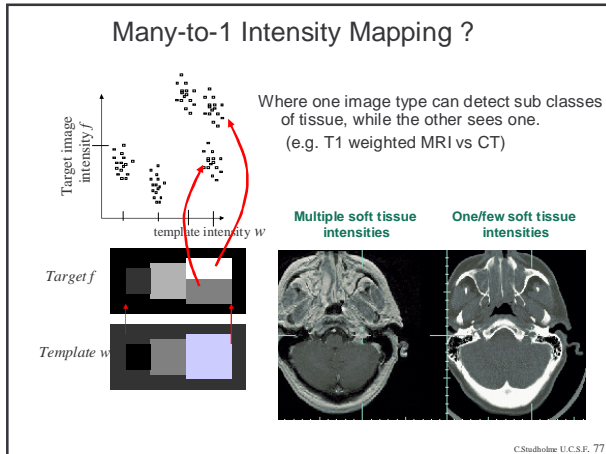 Many-to-1 Intensity Mapping ?
Where one image type can detect sub classes
of tissue, while the other sees one.
(e.g. T1 weighted MRI vs CT)
Target image
intensity f
template intensity w
Multiple soft tissue
intensities
One/few soft tissue
intensities
Target f
Template w
C.Studholme U.C.S.F. 77